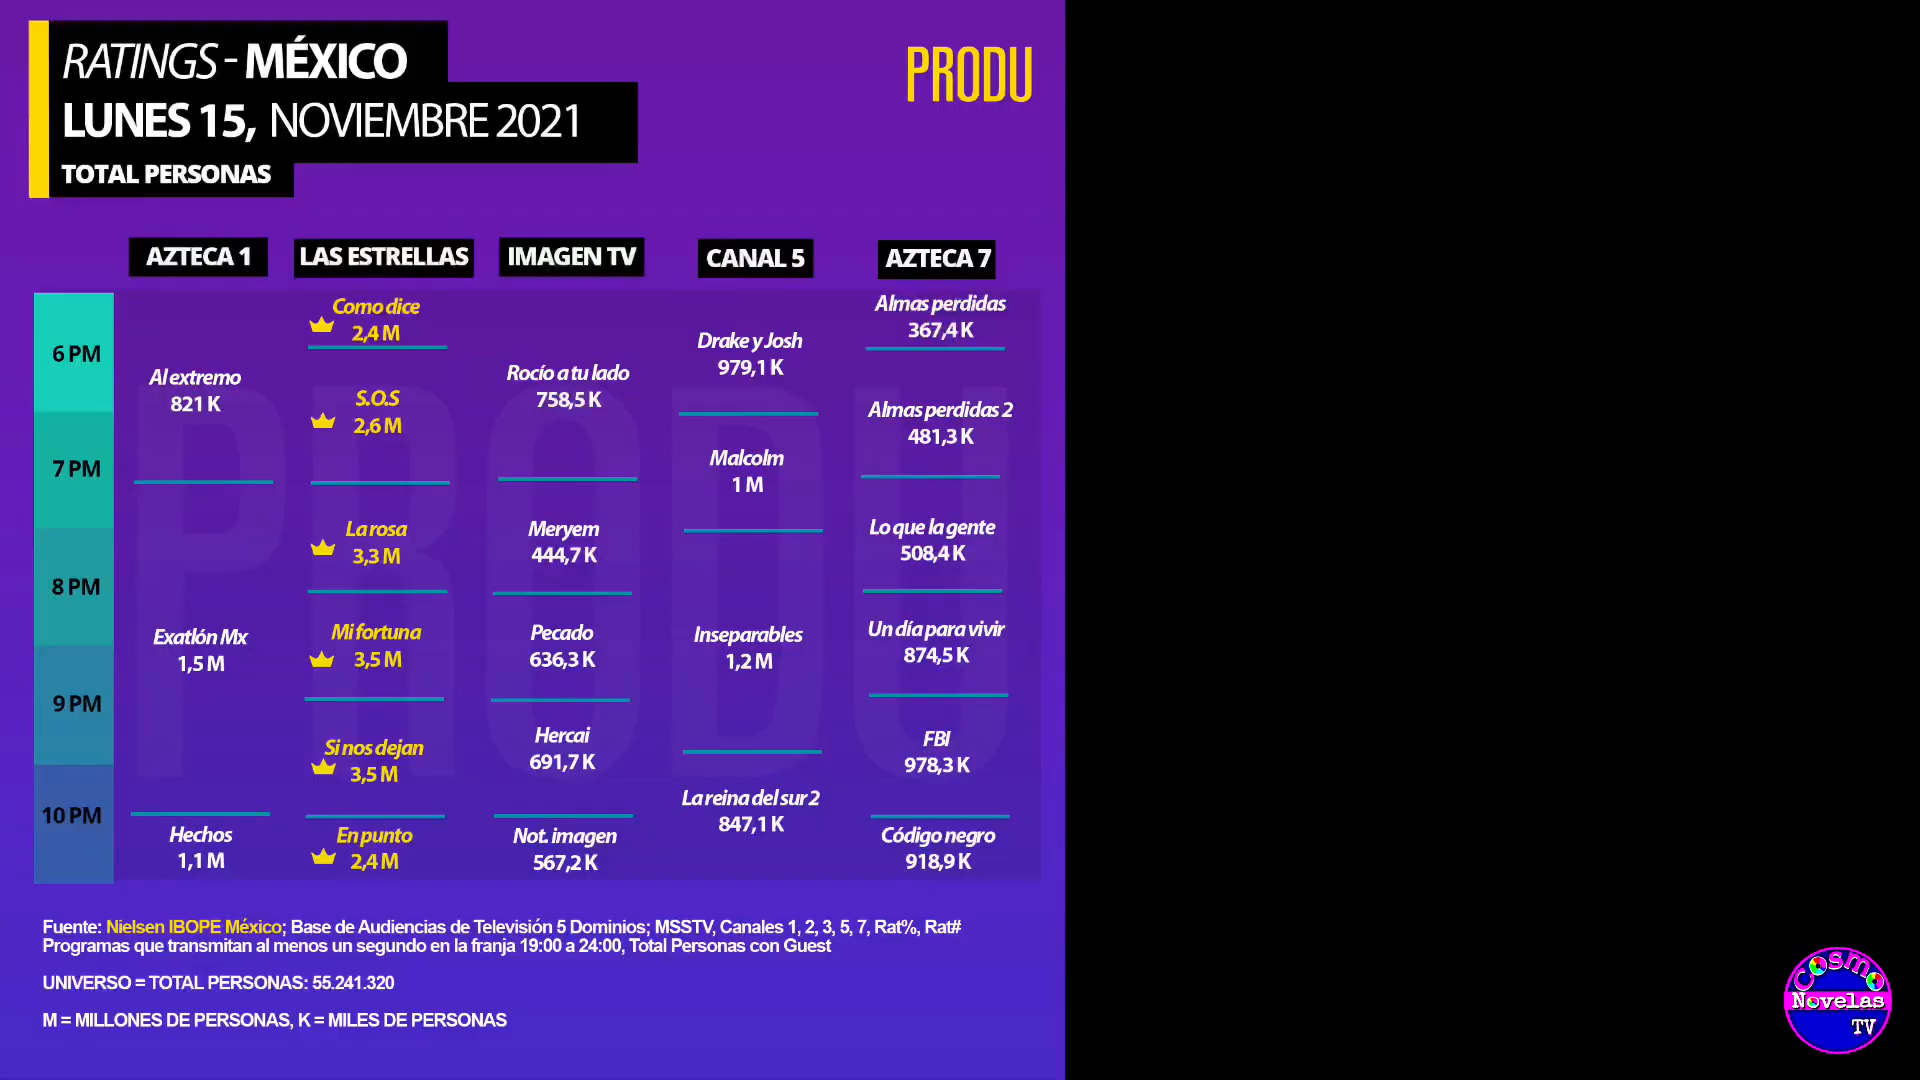 RATINGS - MÉXICO
LUNES 15, NOVIEMBRE 2021
TOTAL PERSONAS
PRODU
AZTECA 1
LAS ESTRELLAS
IMAGEN TV
CANAL 5
AZTECA 7
6 PM
7 PM
8 PM
9 PM
10 PM
Al extremo
821 K
Exatlón Mx
1,5 M
Hechos
1,1 M
Como dice
2,4 M
S.O.S
2,6 M
La rosa
3,3 M
Mi fortuna
3,5 M
Si nos dejan
3,5 M
En punto
2,4 M
Rocío a tu lado
758,5 K
Meryem
444,7 K
Pecado
636,3 K
Hercai
691,7 K
Not. imagen
567,2 K
Drake y Josh
979,1 K
Malcolm
1 M
Inseparables
1,2 M
La reina del sur 2
847,1 K
Almas perdidas
367,4 K
Almas perdidas 2
481,3 K
Lo que la gente
508,4 K
Un día para vivir
874,5 K
FBI
978,3 K
Código negro
918,9 K
PRODU
Fuente: Nielsen IBOPE México; Base de Audiencias de Televisión 5 Dominios; MSSTV, Canales 1, 2, 3, 5, 7, Rat%, Rat#
Programas que transmitan al menos un segundo en la franja 19:00 a 24:00, Total Personas con Guest
UNIVERSO = TOTAL PERSONAS: 55.241.320
M = MILLONES DE PERSONAS, K = MILES DE PERSONAS
Cosmo
Novelas
TV